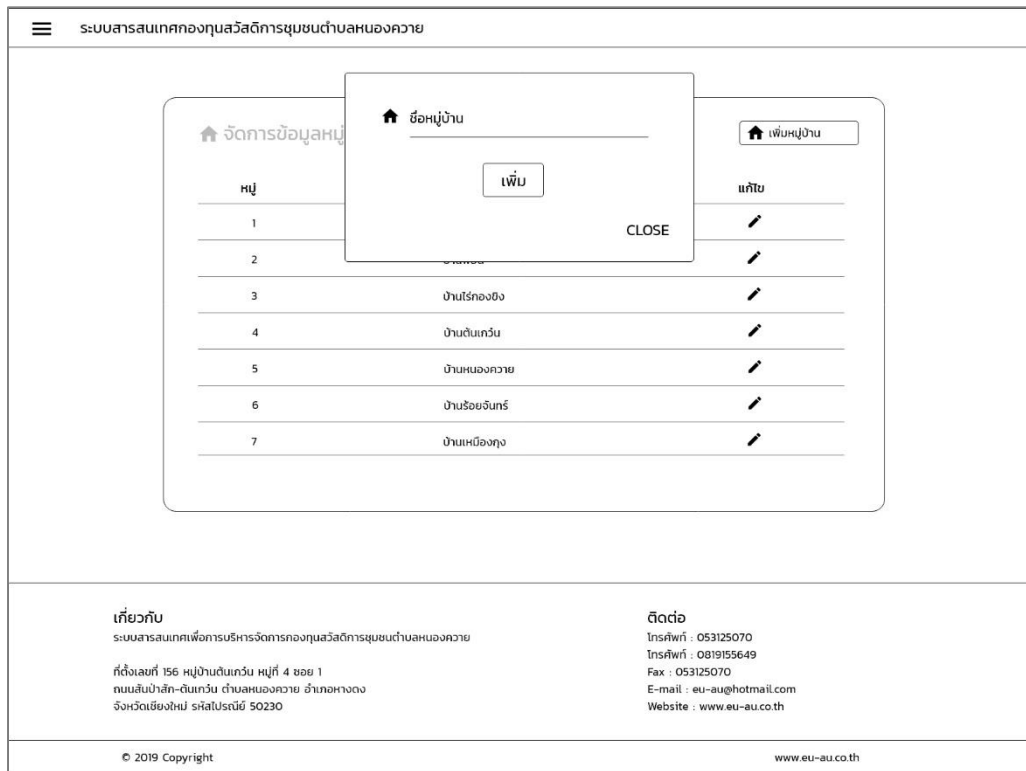 ระบบสารสนเทศกองทุนสวัสดิการชุมชนตำบลหนองควาย
ชื่อหมู่บ้าน
เพิ่ม
CLOSE
จัดการข้อมูลหมู่
เพิ่มหมู่บ้าน
หมู่ แก้ไข
1
2
3 บ้านไร่กองขิง
4 บ้านต้นเกว๋น
5 บ้านหนองควาย
6 บ้านร้อยจันทร์
7 บ้านเหมืองกุง
เกี่ยวกับ
ระบบสารสนเทศเพื่อการบริหารจัดการกองทุนสวัสดิการชุมชนตำบลหนองควาย
ที่ตั้งเลขที่ 156 หมู่บ้านต้นเกว๋น หมู่ที่ 4 ซอย 1
ถนนสันป่าสัก-ต้นเกว๋น ตำบลหนองควาย อำเภอหางดง
จังหวัดเชียงใหม่ รหัสไปรณีย์ 50230
ติดต่อ
โทรศัพท์ : 053125070
โทรศัพท์ : 0819155649
Fax : 053125070
E-mail : eu-au@hotmail.com
Website : www.eu-au.co.th
© 2019 Copyright www.eu-au.co.th